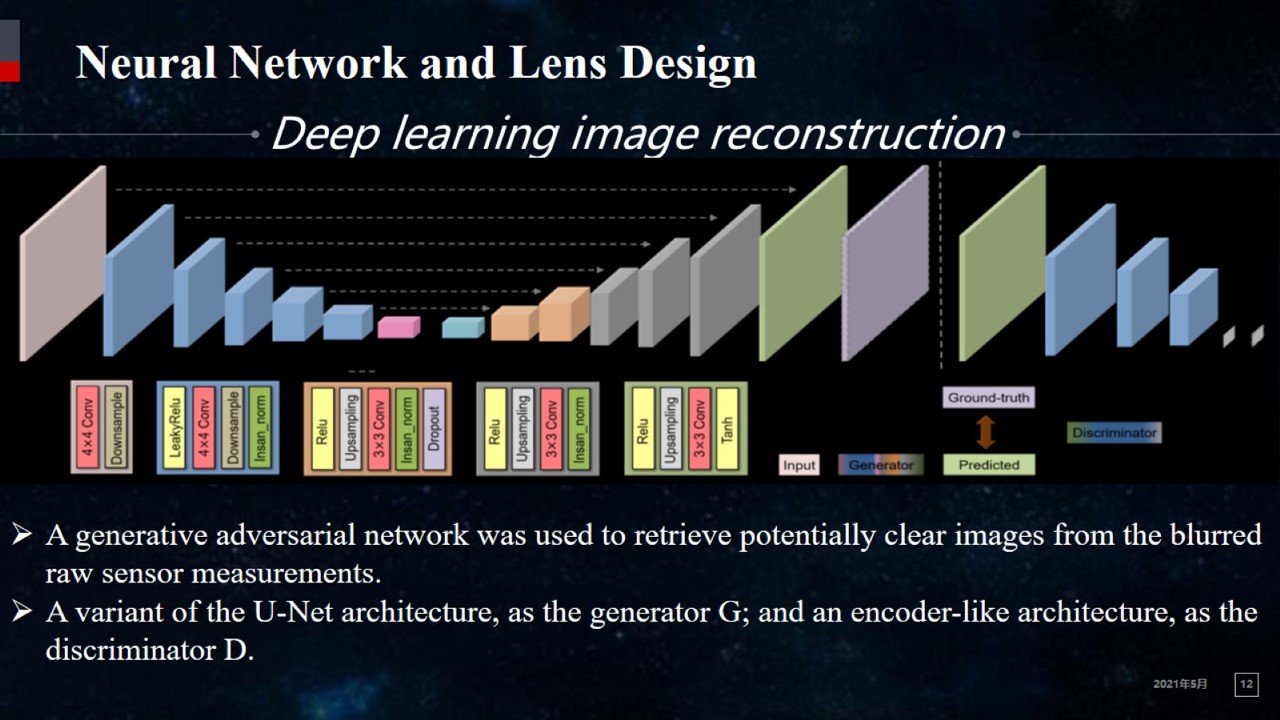 Neural Network and Lens Design
Deep learning image reconstruction
4×4 Conv
Downsample
LeakyRelu
4×4 Conv
Downsample
Insan_norm
Relu
Upsampling
3×3 Conv
Insan_norm
Dropout
Relu
Upsampling
3×3 Conv
Insan_norm
Relu
Upsampling
3×3 Conv
Tanh
Input
Generator
Ground-truth
Predicted
Discriminator
➢ A generative adversarial network was used to retrieve potentially clear images from the blurred
raw sensor measurements.
➢ A variant of the U-Net architecture, as the generator G; and an encoder-like architecture, as the
discriminator D.
2021年5月
12